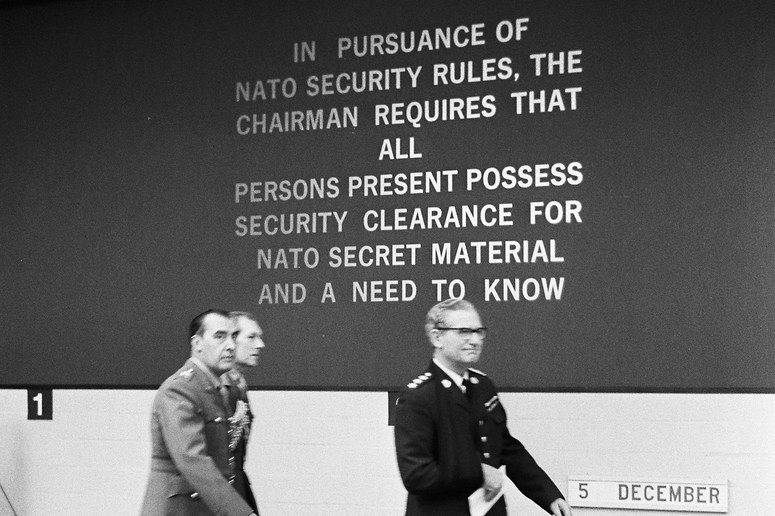 IN PURSUANCE OF
NATO SECURITY RULES, THE
CHAIRMAN REQUIRES THAT
ALL
PERSONS PRESENT POSSESS
SECURITY CLEARANCE FOR
NATO SECRET MATERIAL
AND A NEED TO KNOW
1
5 DECEMBER